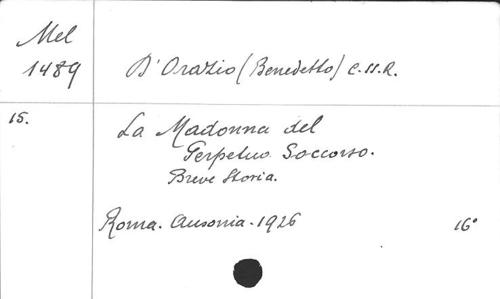 Mel
1489
D'Orazio (Benedetto) C.SS.R.
15.
La Madonna del
Perpetuo Soccorso.
Breve Storia.
Roma. Ausonia. 1926 16°